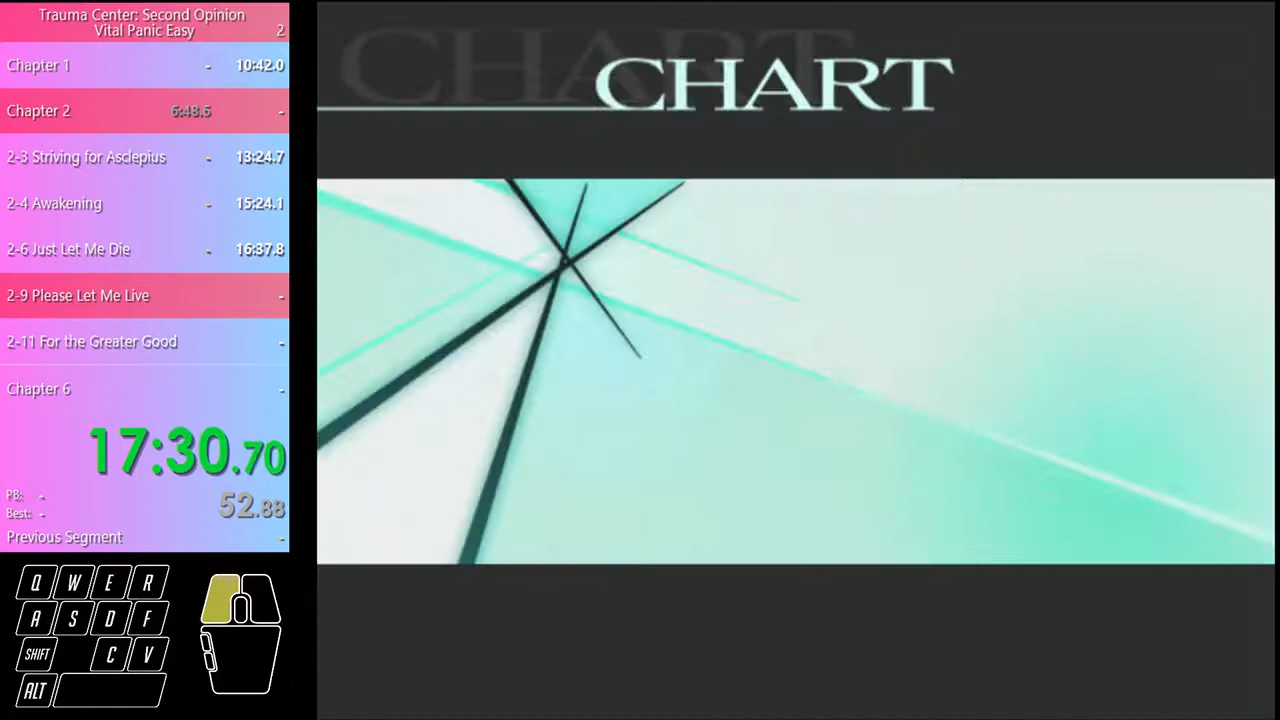 Trauma Center: Second Opinion
Vital Panic Easy 2
Chapter 1 - 10:42.0
Chapter 2 6:48.6 -
2-3 Striving for Asclepius - 13:24.7
2-4 Awakening - 15:24.1
2-6 Just Let Me Die - 16:37.8
2-9 Please Let Me Live -
2-11 For the Greater Good -
Chapter 6 -
17:30.70
PB: -
Best: -
52.88
Previous Segment -
Q W E R
A S D F
SHIFT C V
ALT
CHART
CHART